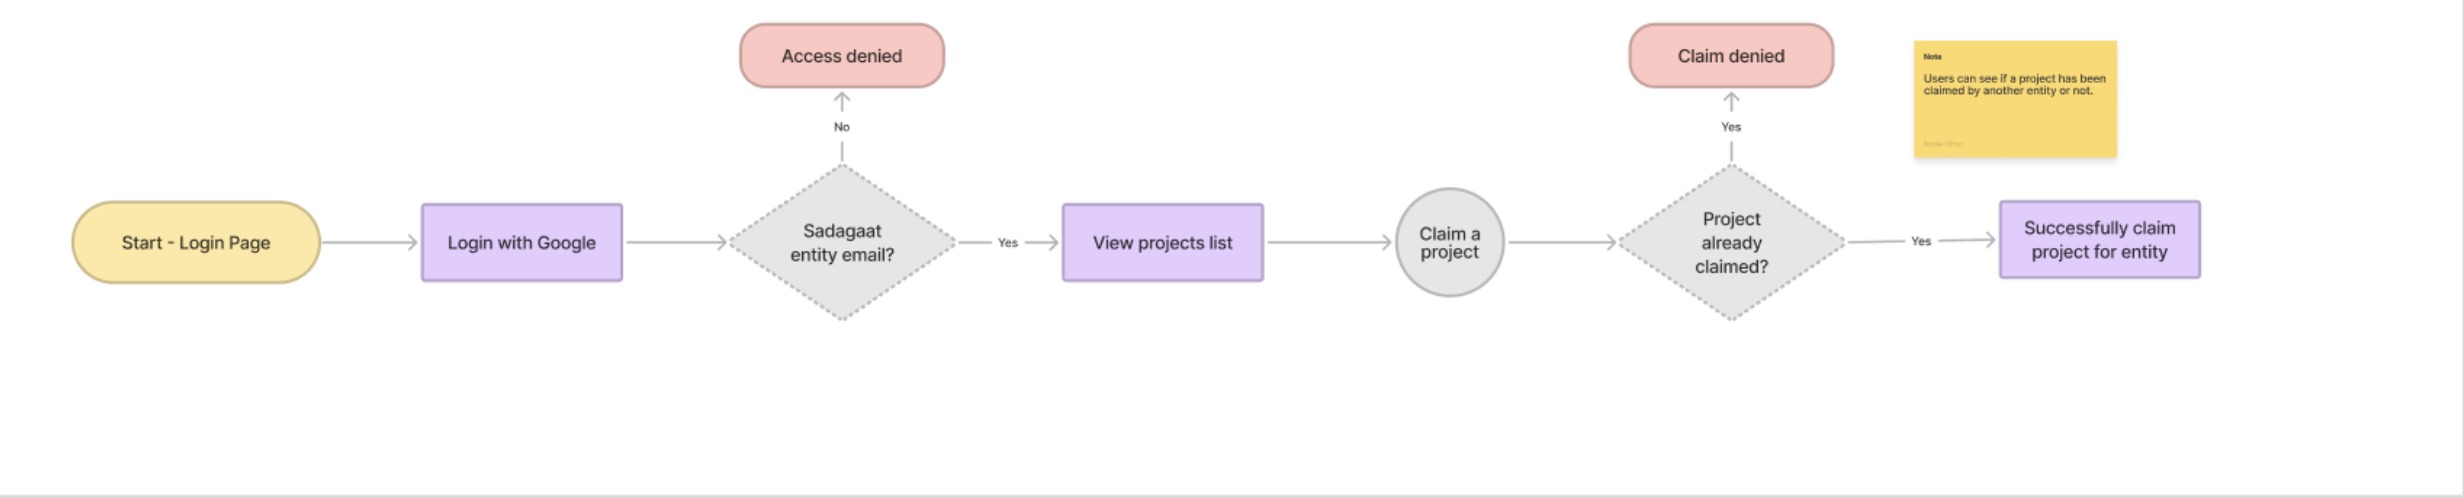 Access denied
Claim denied
Note
Users can see if a project has been
claimed by another entity or not.
No
Yes
Start - Login Page
Login with Google
Sadagaat
entity email?
Yes
View projects list
Claim a
project
Project
already
claimed?
Yes
Successfully claim
project for entity